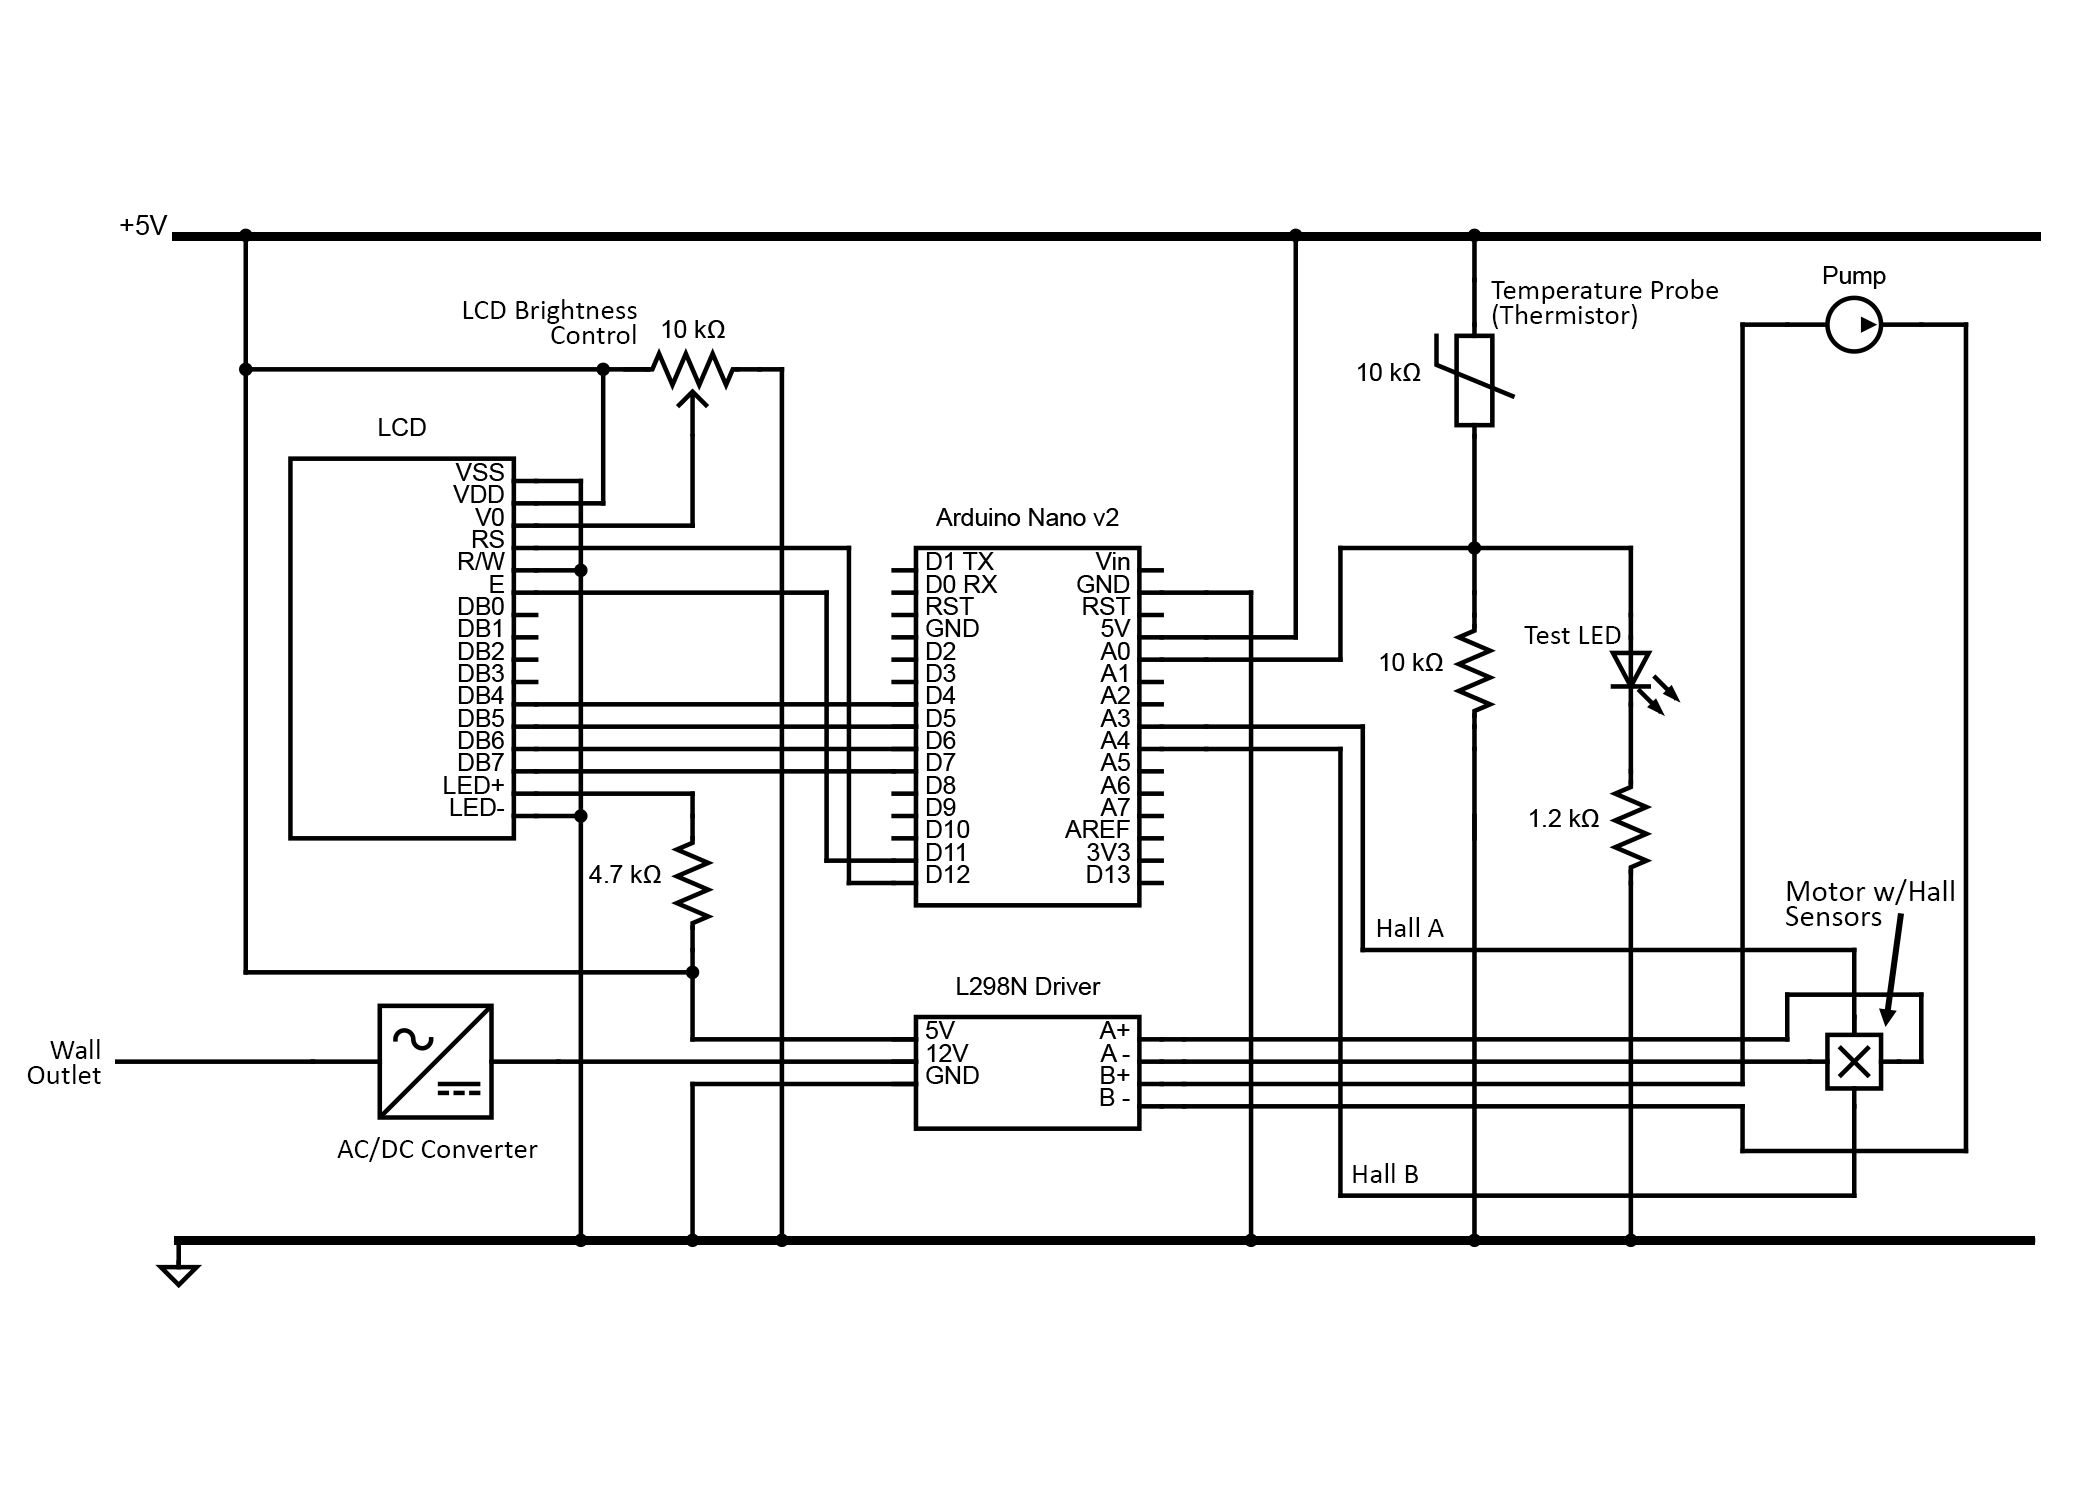 +5V
Pump
LCD Brightness
Control
10 kΩ
Temperature Probe
(Thermistor)
10 kΩ
LCD
VSS
VDD
V0
RS
R/W
E
DB0
DB1
DB2
DB3
DB4
DB5
DB6
DB7
LED+
LED-
4.7 kΩ
Arduino Nano v2
D1 TX
D0 RX
RST
GND
D2
D3
D4
D5
D6
D7
D8
D9
D10
D11
D12
Vin
GND
RST
5V
A0
A1
A2
A3
A4
A5
A6
A7
AREF
3V3
D13
10 kΩ
Test LED
1.2 kΩ
Motor w/Hall
Sensors
Hall A
L298N Driver
5V
12V
GND
A+
A -
B+
B -
Wall
Outlet
AC/DC Converter
Hall B